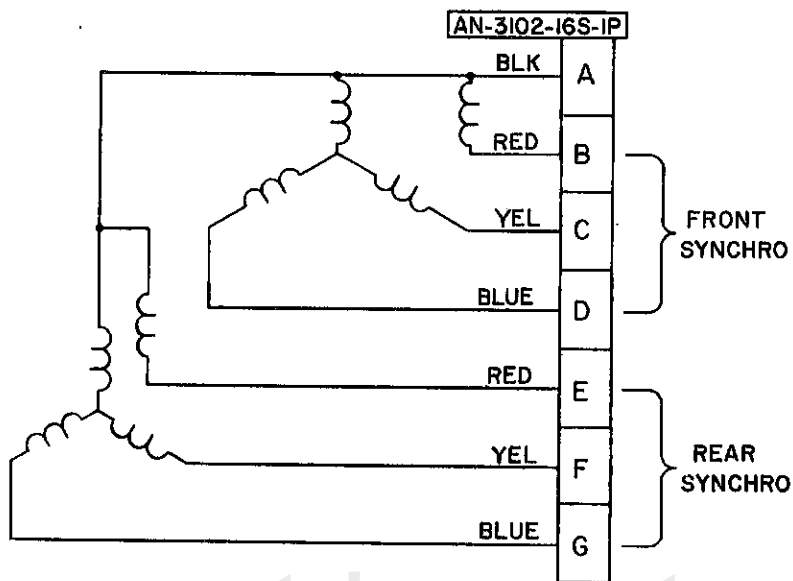 AN-3102-16S-1P
BLK A
RED B
YEL C
FRONT
SYNCHRO
BLUE D
RED E
YEL F
REAR
SYNCHRO
BLUE G